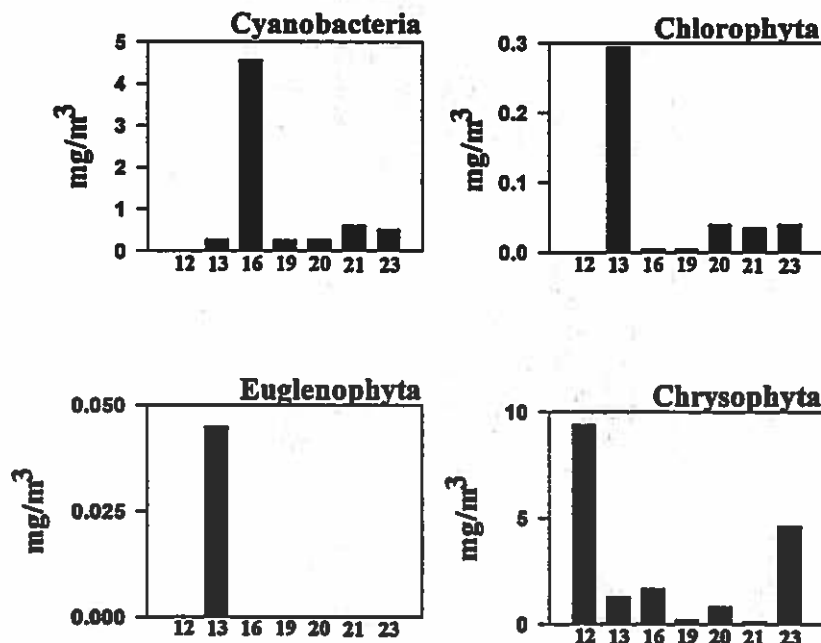 Cyanobacteria
5
4
3
2
1
0
mg/m³
12 13 16 19 20 21 23
Chlorophyta
0.3
0.2
0.1
0.0
mg/m³
12 13 16 19 20 21 23
Euglenophyta
0.050
0.025
0.000
mg/m³
12 13 16 19 20 21 23
Chrysophyta
10
5
0
mg/m³
12 13 16 19 20 21 23